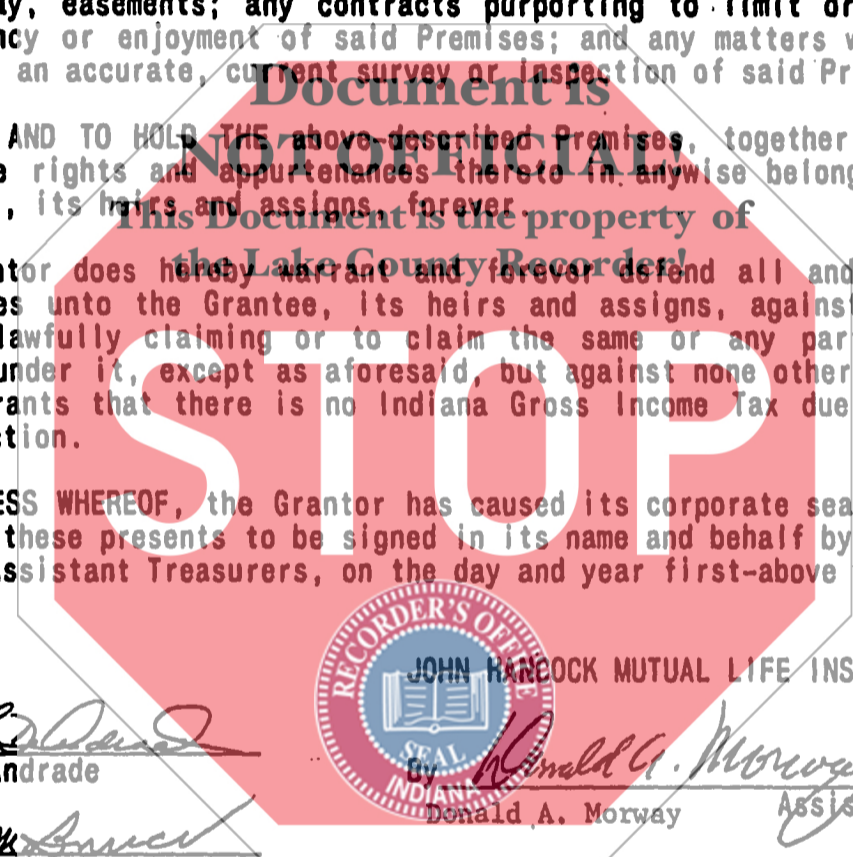 ay, easements; any contracts purporting to limit or
ncy or enjoyment of said Premises; and any matters w
an accurate, current survey or inspection of said Pr
Document is
AND TO HOLD THE above-described Premises, together
NOT OFFICIAL!
e rights and appurtenances thereto in anywise belong
, its heirs and assigns, forever.
This Document is the property of
the Lake County Recorder!
ntor does hereby warrant and forever defend all and
es unto the Grantee, its heirs and assigns, against
lawfully claiming or to claim the same or any par
under it, except as aforesaid, but against none other
rants that there is no Indiana Gross Income Tax due
ction.
STOP
ESS WHEREOF, the Grantor has caused its corporate sea
these presents to be signed in its name and behalf by
ssistant Treasurers, on the day and year first-above
RECORDER'S OFFICE
SEAL
INDIANA
JOHN HANCOCK MUTUAL LIFE INS
ndrade
By Donald A. Morway
Donald A. Morway Assis